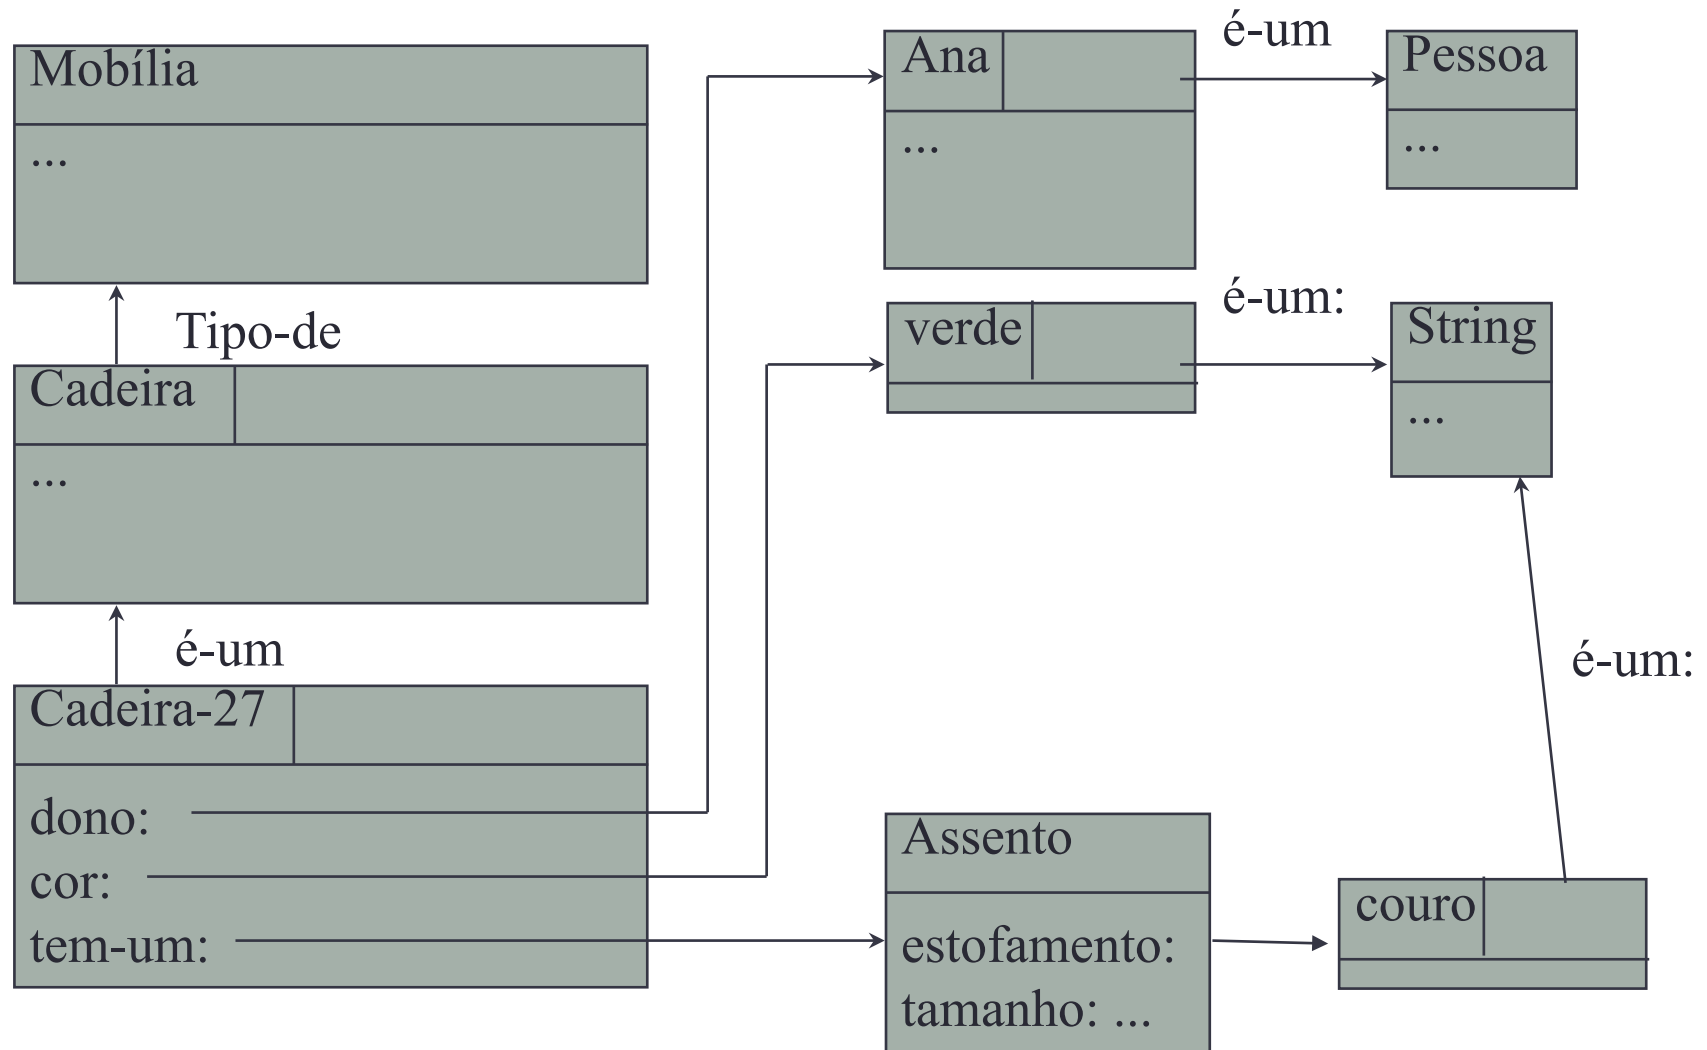 Mobília
...
Tipo-de
Cadeira
...
é-um
Cadeira-27
dono:
cor:
tem-um:
Ana
...
é-um
Pessoa
...
verde
é-um:
String
...
é-um:
Assento
estofamento:
tamanho: ...
couro